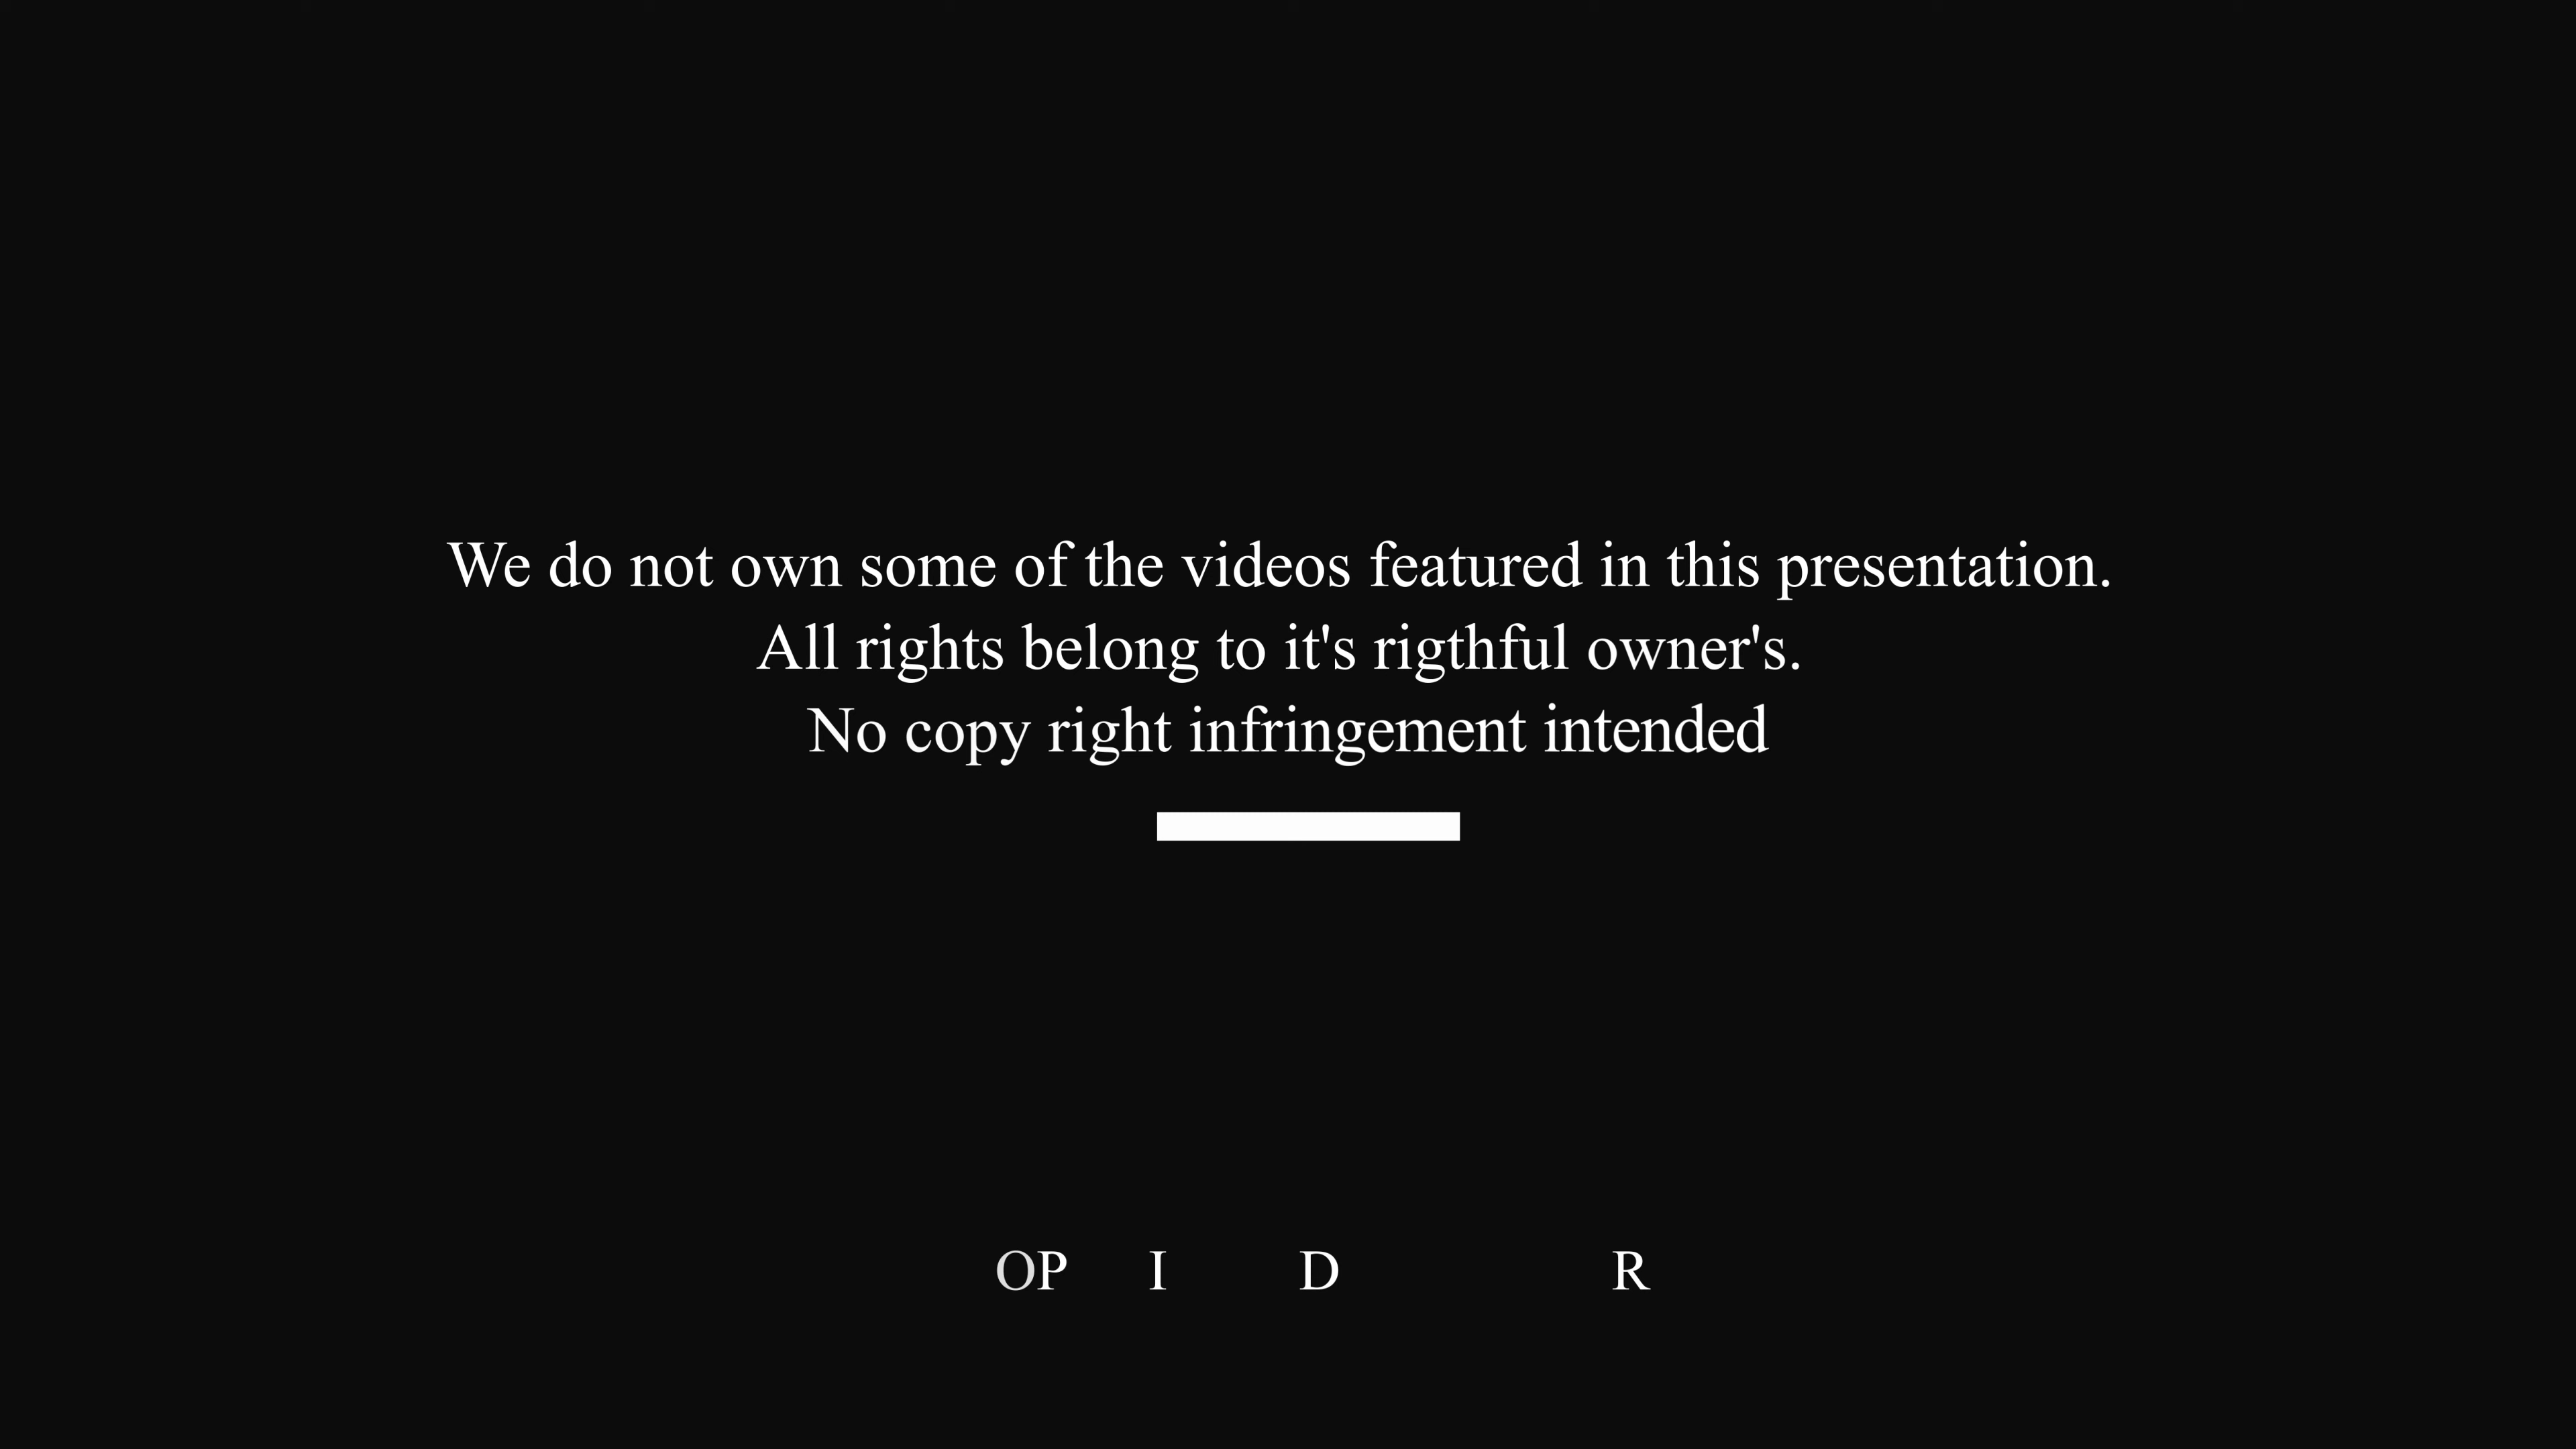 We do not own some of the videos featured in this presentation.
All rights belong to it's rigthful owner's.
No copy right infringement intended
OP I D R